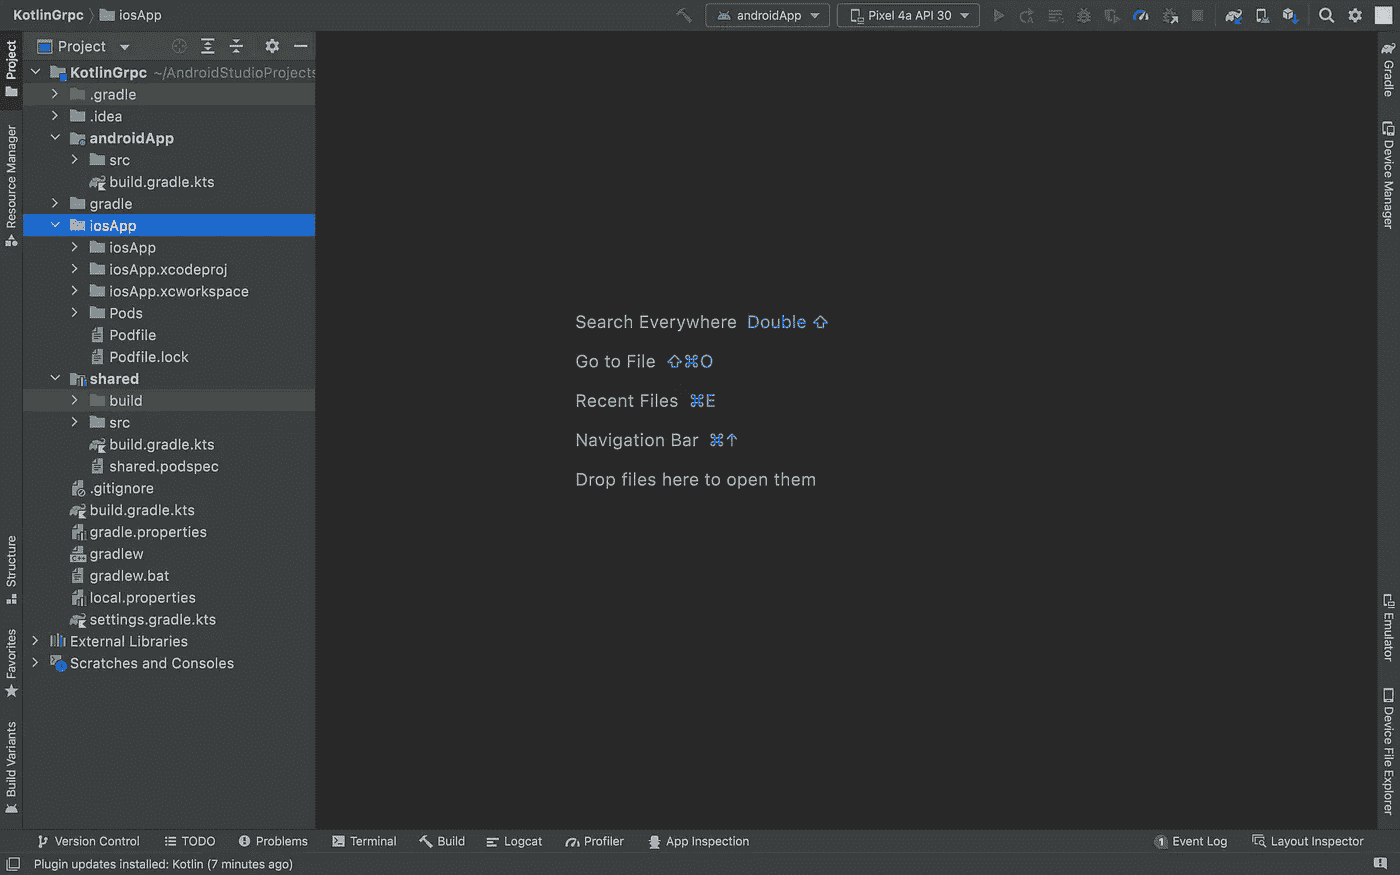 KotlinGrpc iosApp
androidApp
Pixel 4a API 30
Project
KotlinGrpc ~/AndroidStudioProjects
.gradle
.idea
androidApp
src
build.gradle.kts
gradle
iosApp
iosApp
iosApp.xcodeproj
iosApp.xcworkspace
Pods
Podfile
Podfile.lock
shared
build
src
build.gradle.kts
shared.podspec
.gitignore
build.gradle.kts
gradle.properties
gradlew
gradlew.bat
local.properties
settings.gradle.kts
External Libraries
Scratches and Consoles
Project
Resource Manager
Structure
Favorites
Build Variants
Search Everywhere Double ⇧
Go to File ⇧⌘O
Recent Files ⌘E
Navigation Bar ⌘↑
Drop files here to open them
Gradle
Device Manager
Emulator
Device File Explorer
Version Control
TODO
Problems
Terminal
Build
Logcat
Profiler
App Inspection
1 Event Log
Layout Inspector
Plugin updates installed: Kotlin (7 minutes ago)